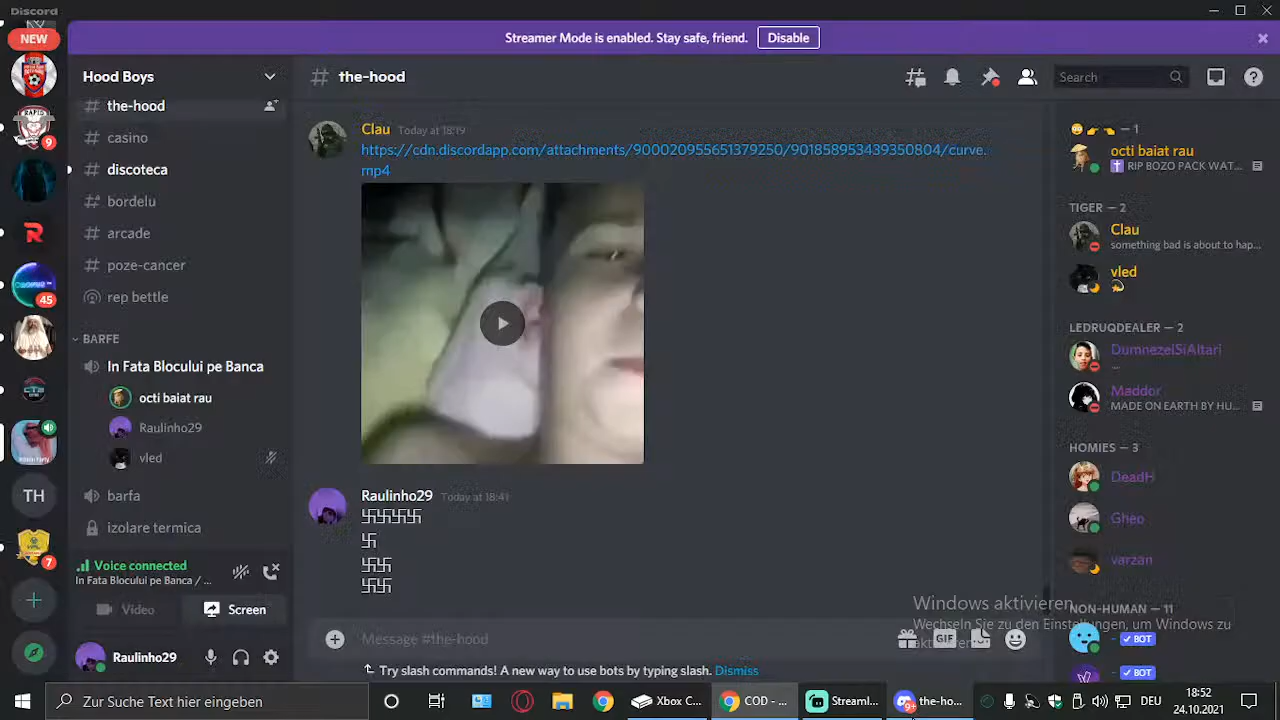 Discord
NEW
Streamer Mode is enabled. Stay safe, friend.
Disable
Hood Boys
the-hood
Search
the-hood
casino
discoteca
bordelu
arcade
poze-cancer
rep bettle
BARFE
In Fata Blocului pe Banca
octi baiat rau
Raulinho29
vled
barfa
izolare termica
Voice connected
In Fata Blocului pe Banca / ...
Video
Screen
Raulinho29
9
45
TH
7
Clau Today at 18:19
https://cdn.discordapp.com/attachments/900020955651379250/901858953439350804/curve.
mp4
Raulinho29 Today at 18:41
卐卐卐卐卐
卐
卐卐
卐卐
Message #the-hood
GIF
Try slash commands! A new way to use bots by typing slash. Dismiss
— 1
octi baiat rau
RIP BOZO PACK WAT...
TIGER — 2
Clau
something bad is about to hap...
vled
LEDRUQDEALER — 2
DumnezeiSiAltari
...
Maddor
MADE ON EARTH BY HU...
HOMIES — 3
DeadH
Gheo
varzan
NON-HUMAN — 11
BOT
BOT
Windows aktivieren
Wechseln Sie zu den Einstellungen, um Windows zu
aktivieren.
Zur Suche Text hier eingeben
Xbox C...
COD - ...
Streaml...
9+
the-ho...
DEU
18:52
24.10.2021